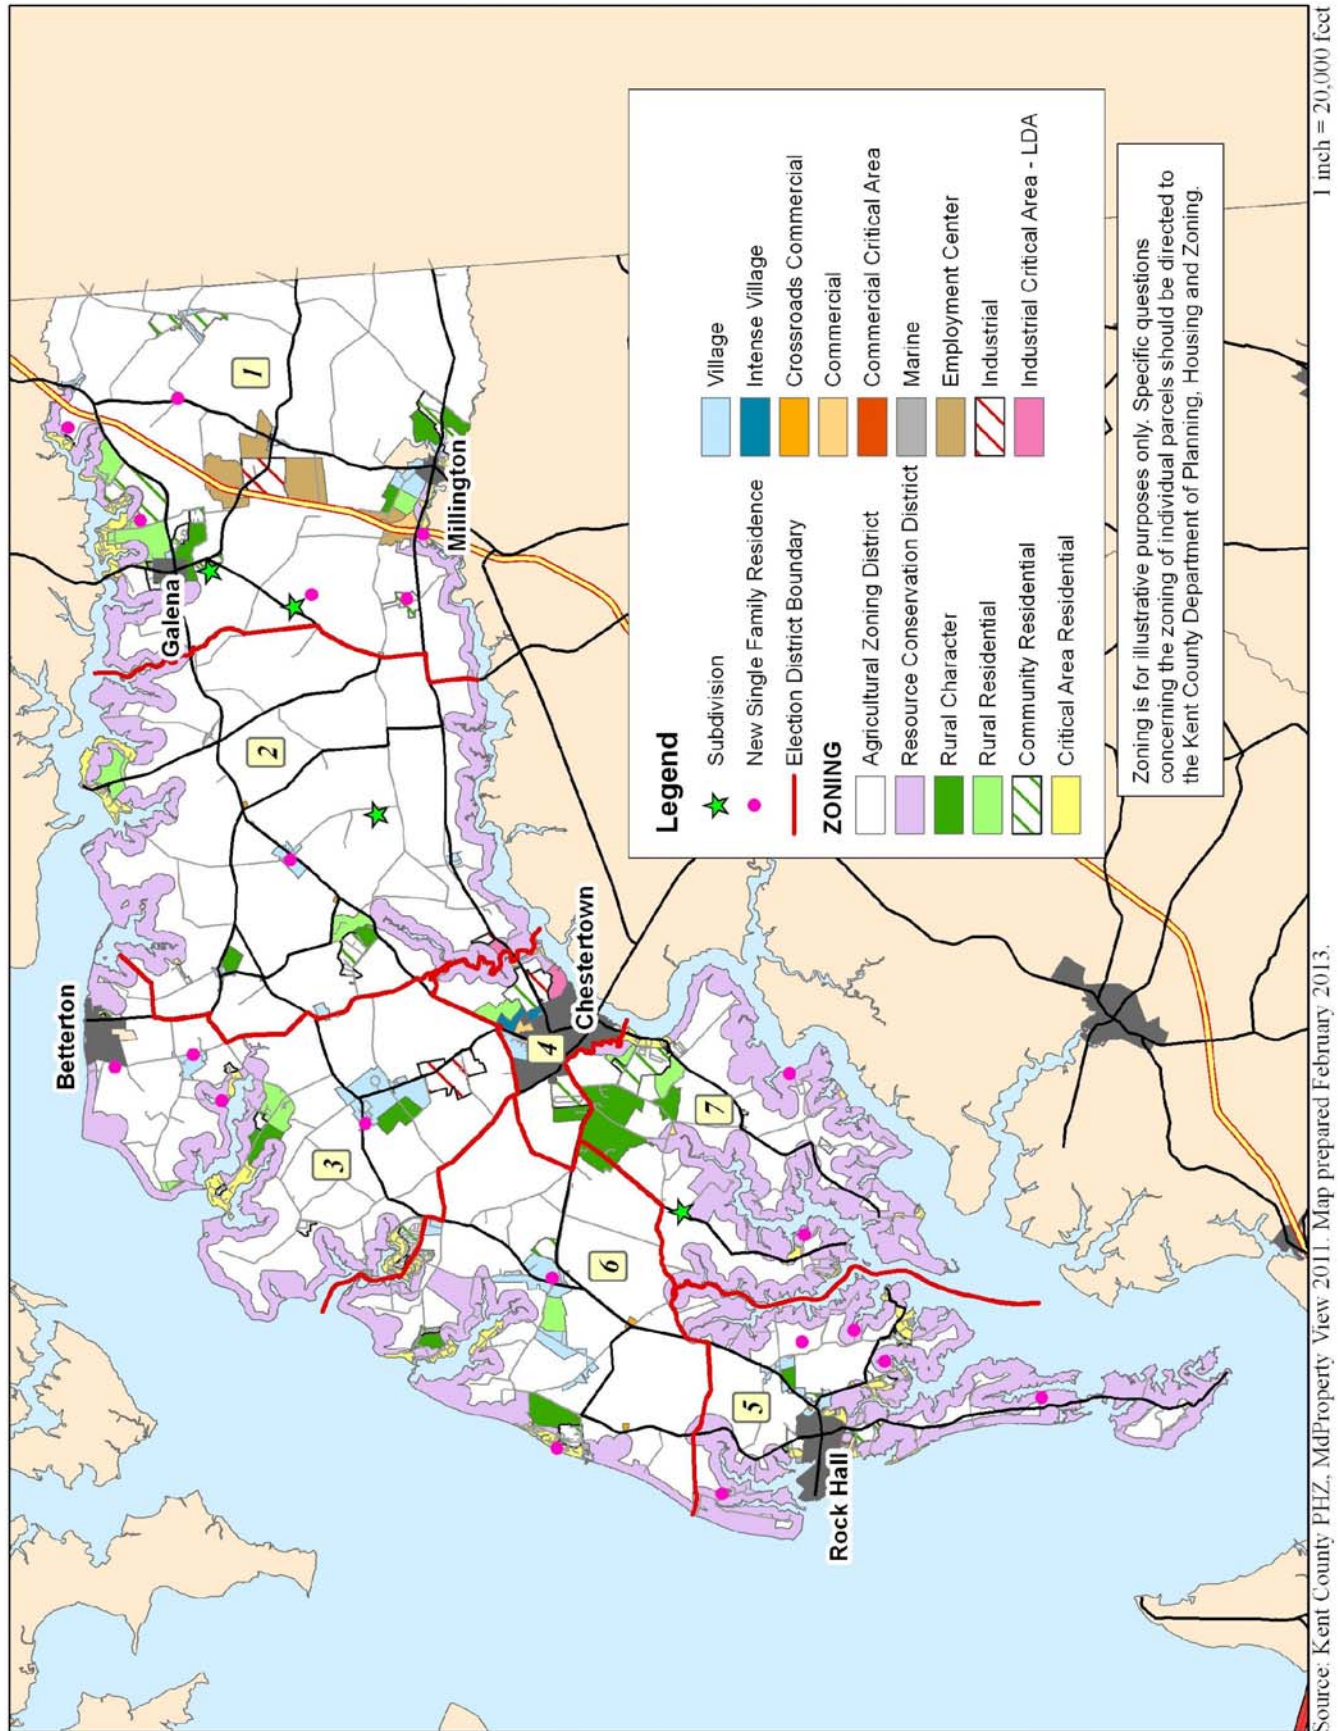 Betterton
Galena
Millington
Chestertown
Rock Hall
1
2
3
4
5
6
7
Legend
Subdivision
New Single Family Residence
Election District Boundary
ZONING
Agricultural Zoning District
Resource Conservation District
Rural Character
Rural Residential
Community Residential
Critical Area Residential
Village
Intense Village
Crossroads Commercial
Commercial
Commercial Critical Area
Marine
Employment Center
Industrial
Industrial Critical Area - LDA
Zoning is for illustrative purposes only. Specific questions
concerning the zoning of individual parcels should be directed to
the Kent County Department of Planning, Housing and Zoning.
Source: Kent County PHZ, MdProperty View 2011. Map prepared February 2013.
1 inch = 20,000 feet